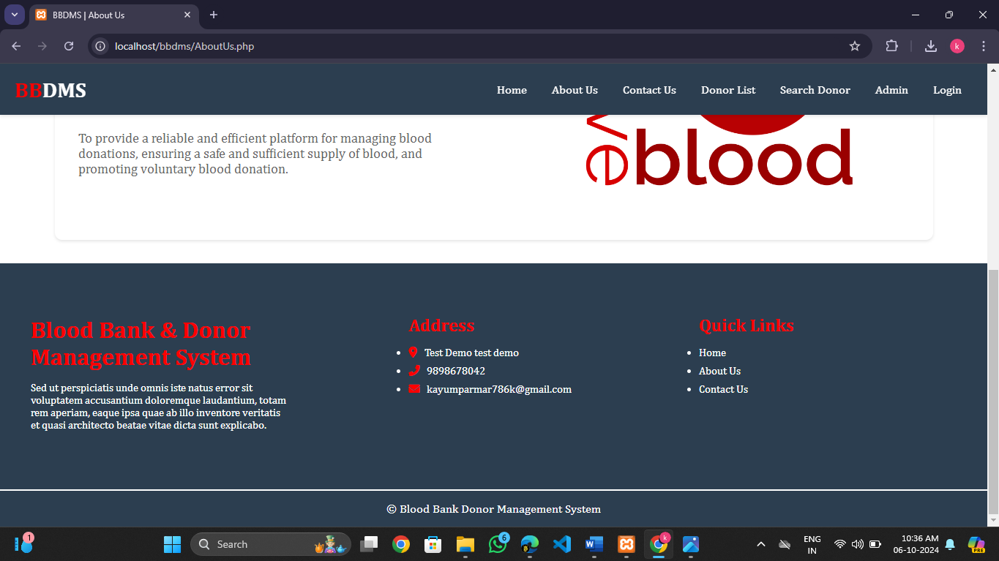 BBDMS | About Us
localhost/bbdms/AboutUs.php
k
BBDMS
Home
About Us
Contact Us
Donor List
Search Donor
Admin
Login
To provide a reliable and efficient platform for managing blood
donations, ensuring a safe and sufficient supply of blood, and
promoting voluntary blood donation.
blood
Blood Bank & Donor
Management System
Sed ut perspiciatis unde omnis iste natus error sit
voluptatem accusantium doloremque laudantium, totam
rem aperiam, eaque ipsa quae ab illo inventore veritatis
et quasi architecto beatae vitae dicta sunt explicabo.
Address
Test Demo test demo
9898678042
kayumparmar786k@gmail.com
Quick Links
Home
About Us
Contact Us
© Blood Bank Donor Management System
1
Search
6
k
ENG
IN
10:36 AM
06-10-2024
PRE